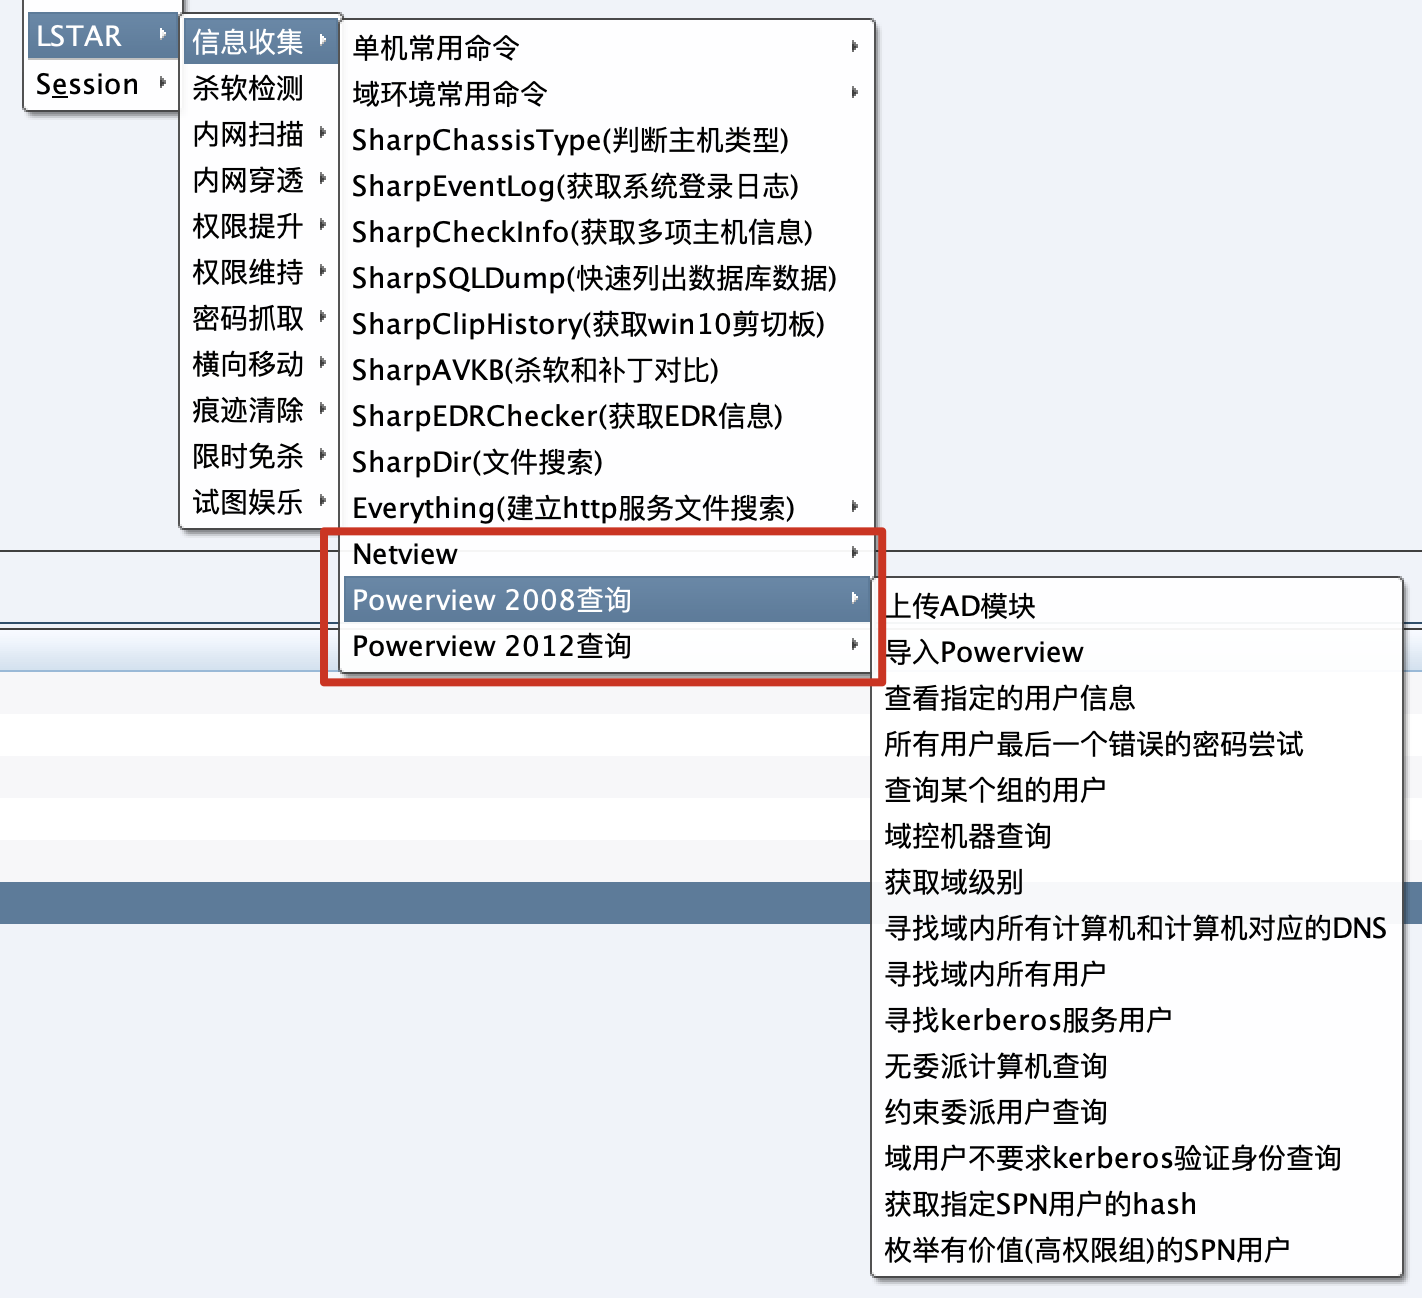 LSTAR
Session
信息收集
杀软检测
内网扫描
内网穿透
权限提升
权限维持
密码抓取
横向移动
痕迹清除
限时免杀
试图娱乐
单机常用命令
域环境常用命令
SharpChassisType(判断主机类型)
SharpEventLog(获取系统登录日志)
SharpCheckInfo(获取多项主机信息)
SharpSQLDump(快速列出数据库数据)
SharpClipHistory(获取win10剪切板)
SharpAVKB(杀软和补丁对比)
SharpEDRChecker(获取EDR信息)
SharpDir(文件搜索)
Everything(建立http服务文件搜索)
Netview
Powerview 2008查询
Powerview 2012查询
上传AD模块
导入Powerview
查看指定的用户信息
所有用户最后一个错误的密码尝试
查询某个组的用户
域控机器查询
获取域级别
寻找域内所有计算机和计算机对应的DNS
寻找域内所有用户
寻找kerberos服务用户
无委派计算机查询
约束委派用户查询
域用户不要求kerberos验证身份查询
获取指定SPN用户的hash
枚举有价值(高权限组)的SPN用户